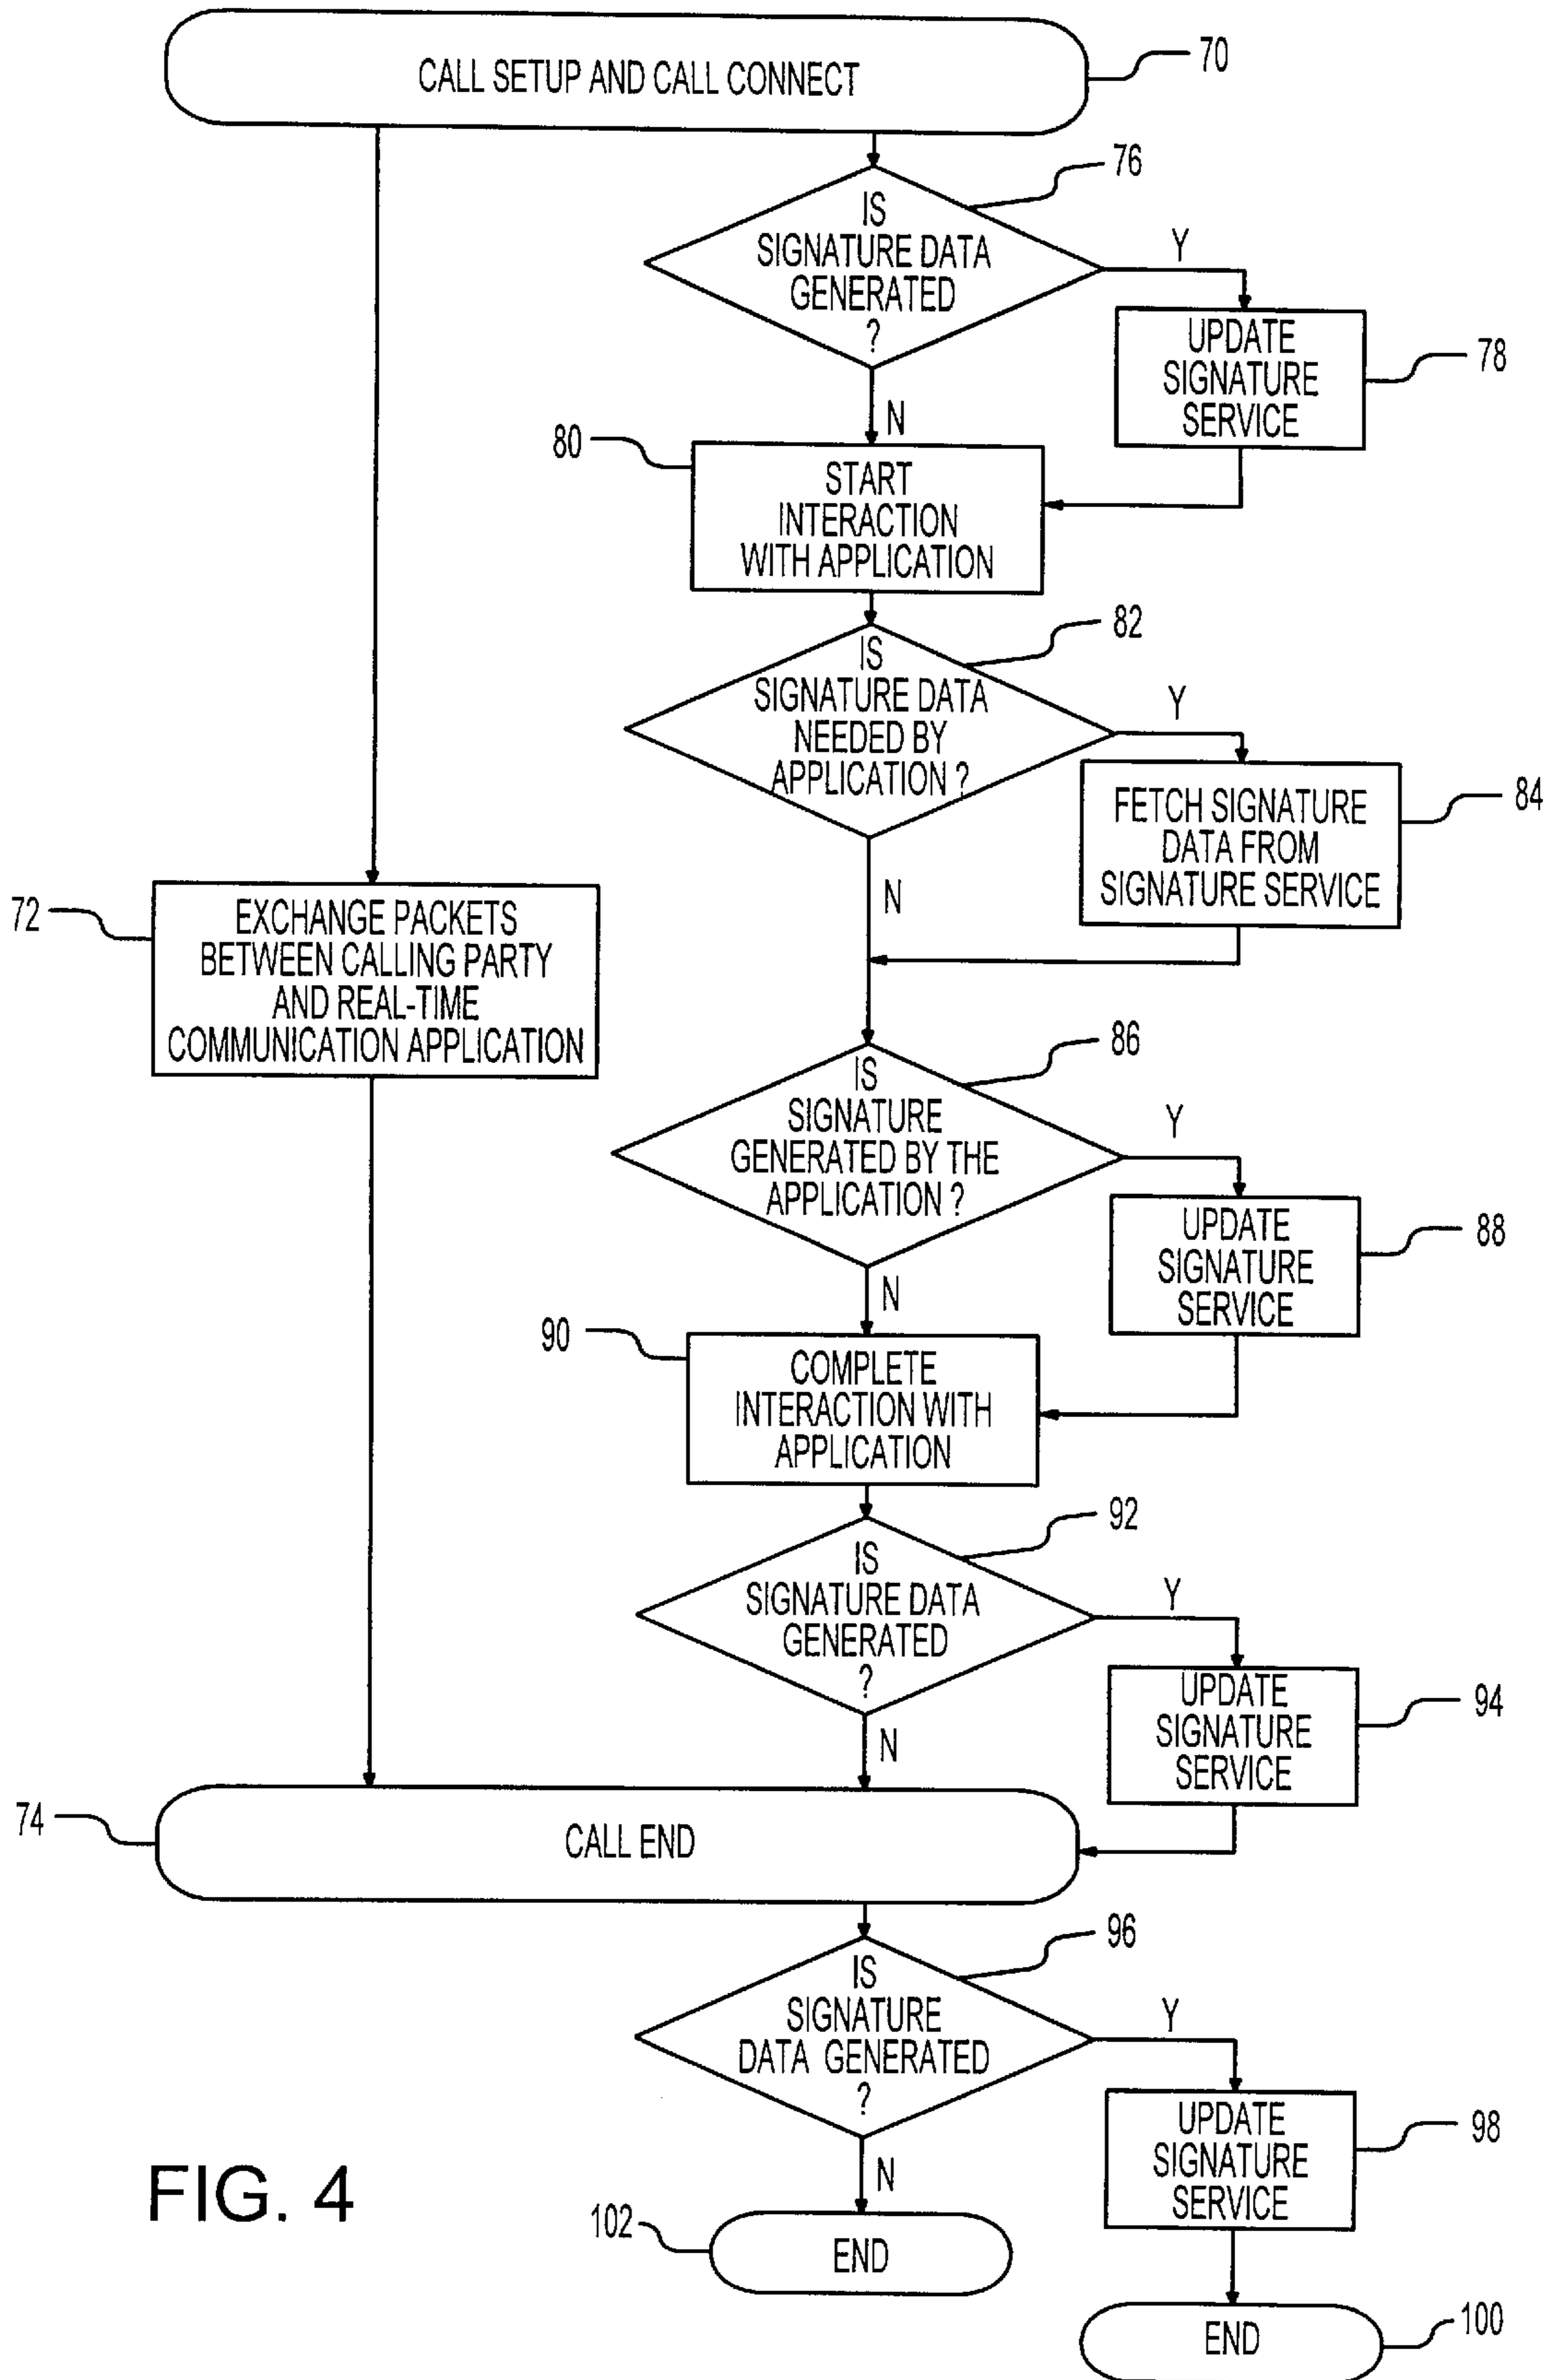 CALL SETUP AND CALL CONNECT
70
76
IS
SIGNATURE DATA
GENERATED
?
Y
UPDATE
SIGNATURE
SERVICE
78
N
80
START
INTERACTION
WITH APPLICATION
82
IS
SIGNATURE DATA
NEEDED BY
APPLICATION ?
Y
FETCH SIGNATURE
DATA FROM
SIGNATURE SERVICE
84
N
72
EXCHANGE PACKETS
BETWEEN CALLING PARTY
AND REAL-TIME
COMMUNICATION APPLICATION
86
IS
SIGNATURE
GENERATED BY THE
APPLICATION ?
Y
UPDATE
SIGNATURE
SERVICE
88
N
90
COMPLETE
INTERACTION WITH
APPLICATION
92
IS
SIGNATURE DATA
GENERATED
?
Y
UPDATE
SIGNATURE
SERVICE
94
N
74
CALL END
96
IS
SIGNATURE
DATA GENERATED
?
Y
UPDATE
SIGNATURE
SERVICE
98
N
FIG. 4
102
END
END
100